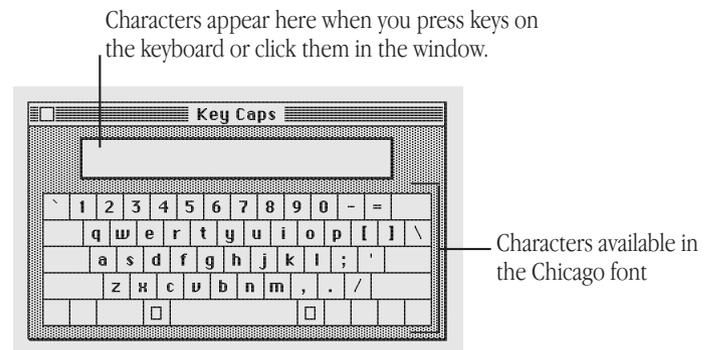 Characters appear here when you press keys on
the keyboard or click them in the window.
Key Caps
` 1 2 3 4 5 6 7 8 9 0 - =
q w e r t y u i o p [ ] \
a s d f g h j k l ; '
z x c v b n m , . /
Characters available in
the Chicago font